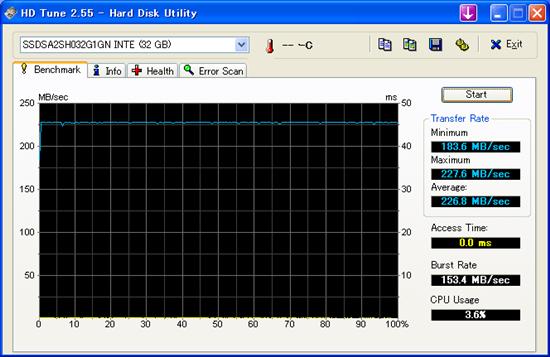 HD Tune 2.55 - Hard Disk Utility
SSDSA2SH032G1GN INTE (32 GB)
-- --C
Exit
Benchmark
Info
Health
Error Scan
MB/sec
ms
250
200
150
100
50
50
40
30
20
10
0
10
20
30
40
50
60
70
80
90
100%
Start
Transfer Rate
Minimum
183.6 MB/sec
Maximum
227.6 MB/sec
Average:
226.8 MB/sec
Access Time:
0.0 ms
Burst Rate
153.4 MB/sec
CPU Usage
3.6%